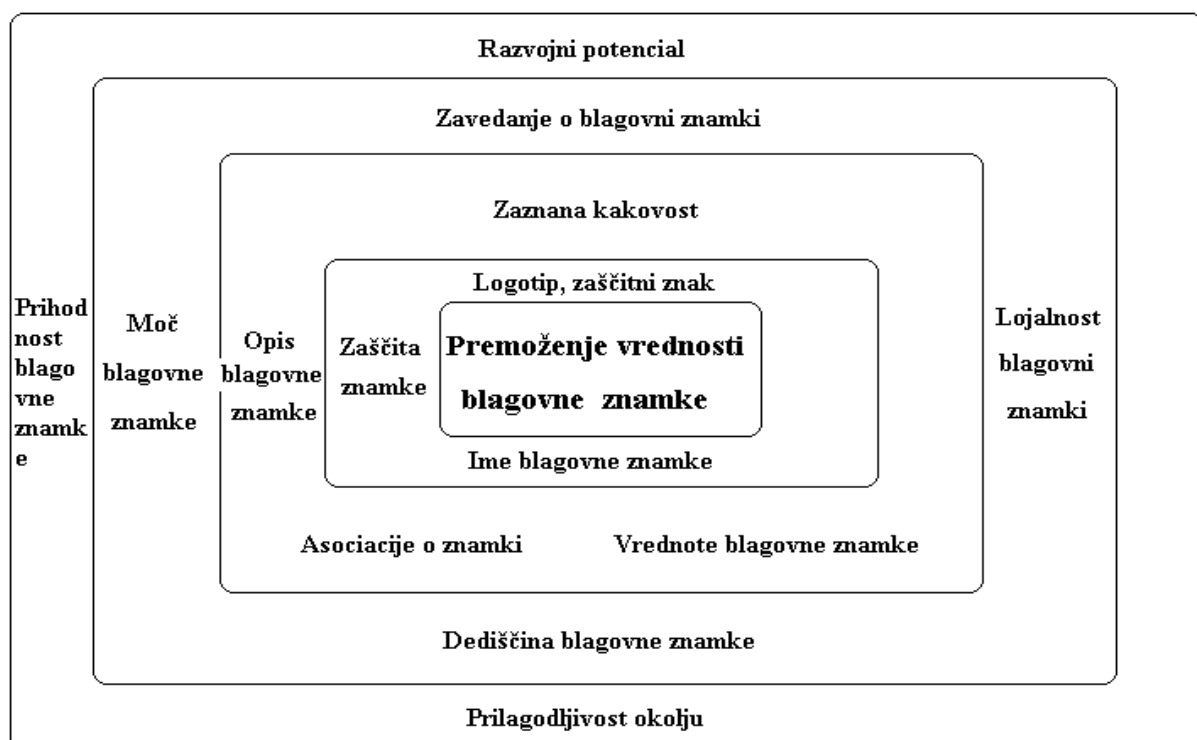 Razvojni potencial
Zavedanje o blagovni znamki
Zaznana kakovost
Logotip, zaščitni znak
Prihod
nost
blago
vne
znamk
e
Moč
blagovne
znamke
Opis
blagovne
znamke
Zaščita
znamke
Premoženje vrednosti
blagovne znamke
Lojalnost
blagovni
znamki
Ime blagovne znamke
Asociacije o znamki
Vrednote blagovne znamke
Dediščina blagovne znamke
Prilagodljivost okolju